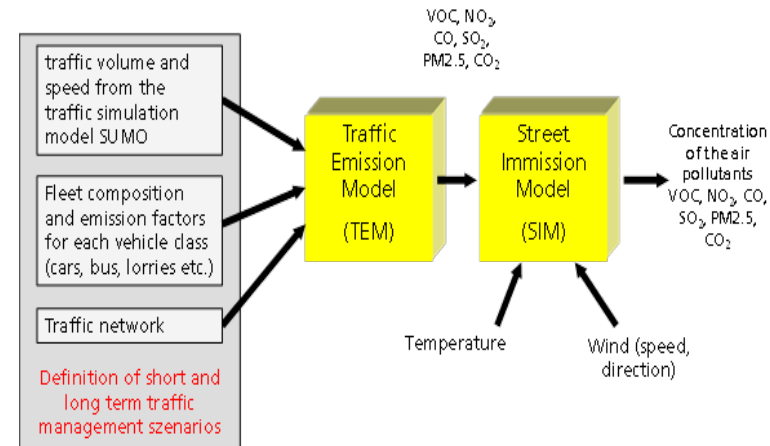 VOC, NO₂,
CO, SO₂,
PM2.5, CO₂
traffic volume and
speed from the
traffic simulation
model SUMO
Fleet composition
and emission factors
for each vehicle class
(cars, bus, lorries etc.)
Traffic network
Definition of short and
long term traffic
management szenarios
Traffic
Emission
Model
(TEM)
Street
Immission
Model
(SIM)
Concentration
of the air
pollutants
VOC, NO₂, CO,
SO₂, PM2.5,
CO₂
Temperature
Wind (speed,
direction)